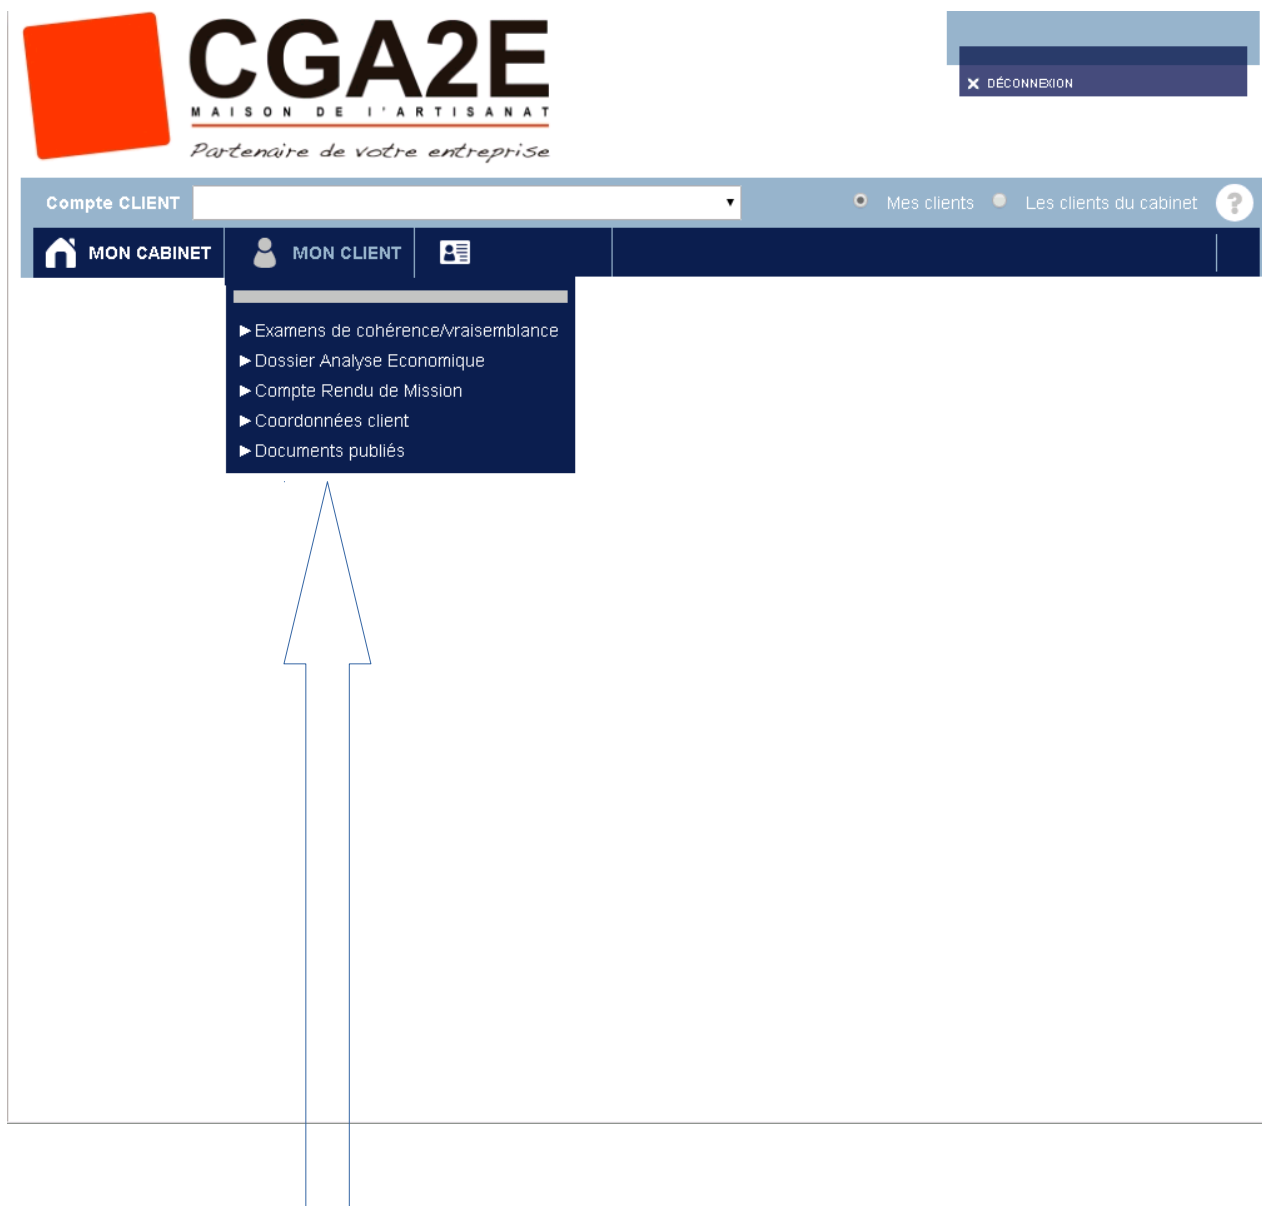 CGA2E
MAISON DE l'ARTISANAT
Partenaire de votre entreprise
✕ DÉCONNEXION
Compte CLIENT
Mes clients Les clients du cabinet ?
MON CABINET MON CLIENT
►Examens de cohérence/vraisemblance
►Dossier Analyse Economique
►Compte Rendu de Mission
►Coordonnées client
►Documents publiés